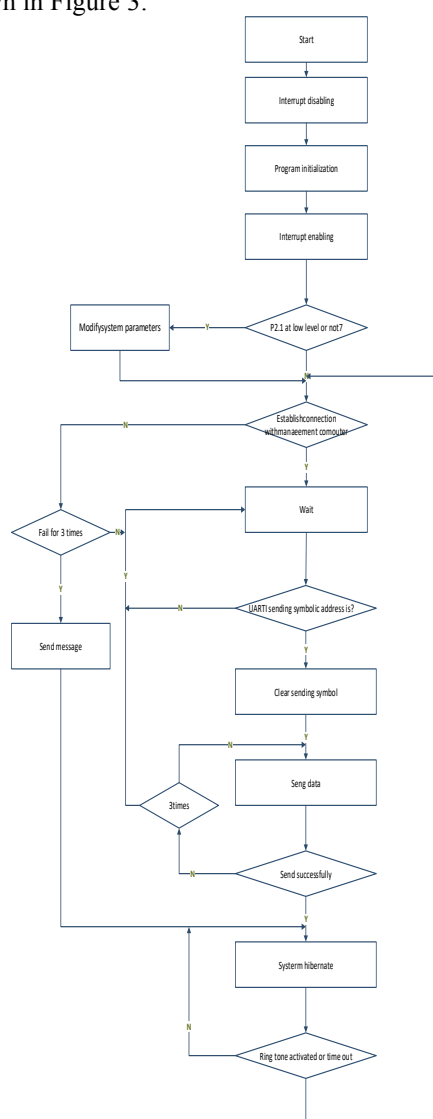 n in Figure 3.
Start
Interrupt disabling
Program initialization
Interrupt enabling
P2.1 at low level or not?
Y
Modifysystem parameters
N
Establishconnection
withmanaeement comouter
N
Y
Wait
Fail for 3 times
N
Y
Y
UARTI sending symbolic address is?
N
Y
Send message
Clear sending symbol
Y
N
Seng data
3times
Send successfully
N
Y
Systerm hibernate
N
Ring tone activated or time out